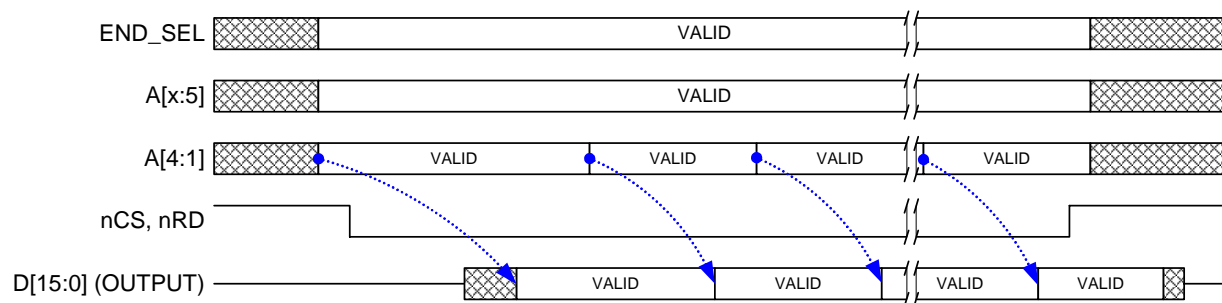 END_SEL VALID
A[x:5] VALID
A[4:1] VALID VALID VALID VALID
nCS, nRD
D[15:0] (OUTPUT) VALID VALID VALID VALID